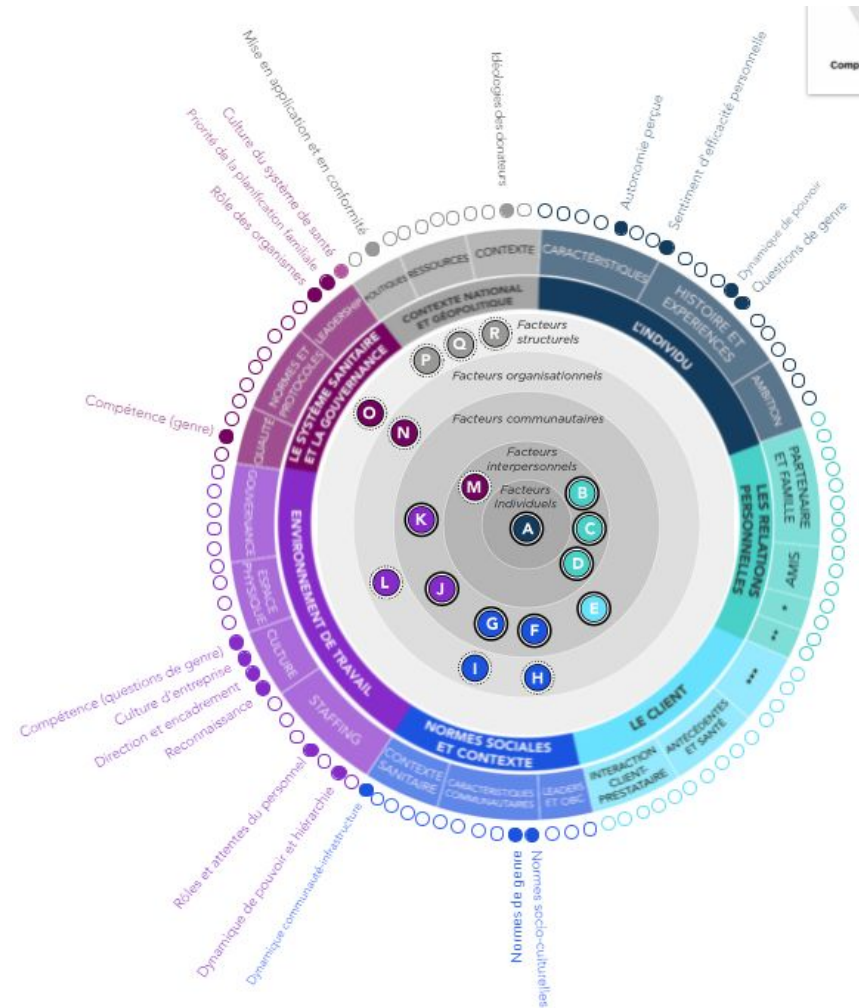 Comp
Mise en application et en conformité
Idéologies des donateurs
Autonomie perçue
Sentiment d'efficacité personnelle
Dynamique de pouvoir
Questions de genre
Culture du système de santé
Priorité de la planification familiale
Rôle des organismes
Compétence (genre)
Compétence (questions de genre)
Culture d'entreprise
Direction et encadrement
Reconnaissance
Rôles et attentes du personnel
Dynamique de pouvoir et hiérarchie
Dynamique communauté-infrastructure
Normes de genre
Normes socio-culturelles
POLITIQUES
RESSOURCES
CONTEXTE
CARACTÉRISTIQUES
HISTOIRE ET
EXPERIENCES
AMBITION
PARTENAIRE
ET FAMILLE
AMIS
*
**
***
ANTÉCÉDENTES
ET SANTÉ
INTERACTION
CLIENT-
PRESTATAIRE
LEADERS
ET OBC
CARACTÉRISTIQUES
COMMUNAUTAIRES
CONTEXTE
SANITAIRE
STAFFING
CULTURE
ESPACE
PHYSIQUE
GOUVERNANCE
QUALITÉ
NORMES ET
PROTOCOLES
LEADERSHIP
CONTEXTE NATIONAL
ET GÉOPOLITIQUE
L'INDIVIDU
LES RELATIONS
PERSONNELLES
LE CLIENT
NORMES SOCIALES
ET CONTEXTE
ENVIRONNEMENT DE TRAVAIL
LE SYSTÈME SANITAIRE
ET LA GOUVERNANCE
Facteurs
structurels
Facteurs organisationnels
Facteurs communautaires
Facteurs
interpersonnels
Facteurs
Individuels
R
Q
P
O
N
M
B
K
A
C
D
L
J
E
G
F
I
H